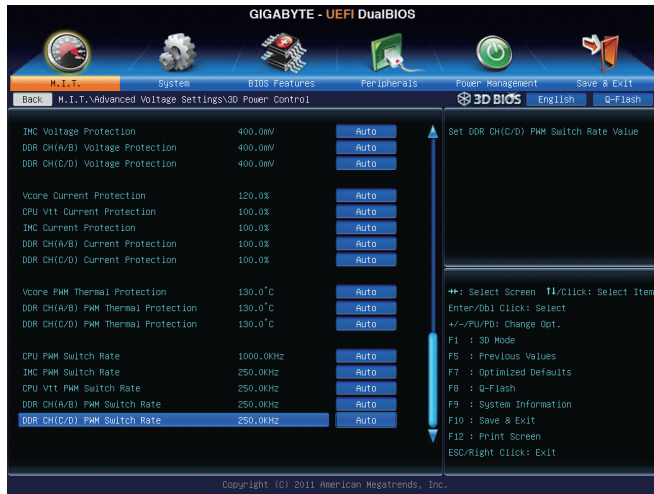 GIGABYTE - UEFI DualBIOS
M.I.T. System BIOS Features Peripherals Power Management Save & Exit
Back M.I.T.\Advanced Voltage Settings\3D Power Control 3D BIOS English Q-Flash
IMC Voltage Protection 400.0mV Auto
DDR CH(A/B) Voltage Protection 400.0mV Auto
DDR CH(C/D) Voltage Protection 400.0mV Auto
Vcore Current Protection 120.0% Auto
CPU Vtt Current Protection 100.0% Auto
IMC Current Protection 100.0% Auto
DDR CH(A/B) Current Protection 100.0% Auto
DDR CH(C/D) Current Protection 100.0% Auto
Vcore PWM Thermal Protection 130.0°C Auto
DDR CH(A/B) PWM Thermal Protection 130.0°C Auto
DDR CH(C/D) PWM Thermal Protection 130.0°C Auto
CPU PWM Switch Rate 1000.0KHz Auto
IMC PWM Switch Rate 250.0KHz Auto
CPU Vtt PWM Switch Rate 250.0KHz Auto
DDR CH(A/B) PWM Switch Rate 250.0KHz Auto
DDR CH(C/D) PWM Switch Rate 250.0KHz Auto
Set DDR CH(C/D) PWM Switch Rate Value
→←: Select Screen ↑↓/Click: Select Item
Enter/Dbl Click: Select
+/-/PU/PD: Change Opt.
F1 : 3D Mode
F5 : Previous Values
F7 : Optimized Defaults
F8 : Q-Flash
F9 : System Information
F10 : Save & Exit
F12 : Print Screen
ESC/Right Click: Exit
Copyright (C) 2011 American Megatrends, Inc.